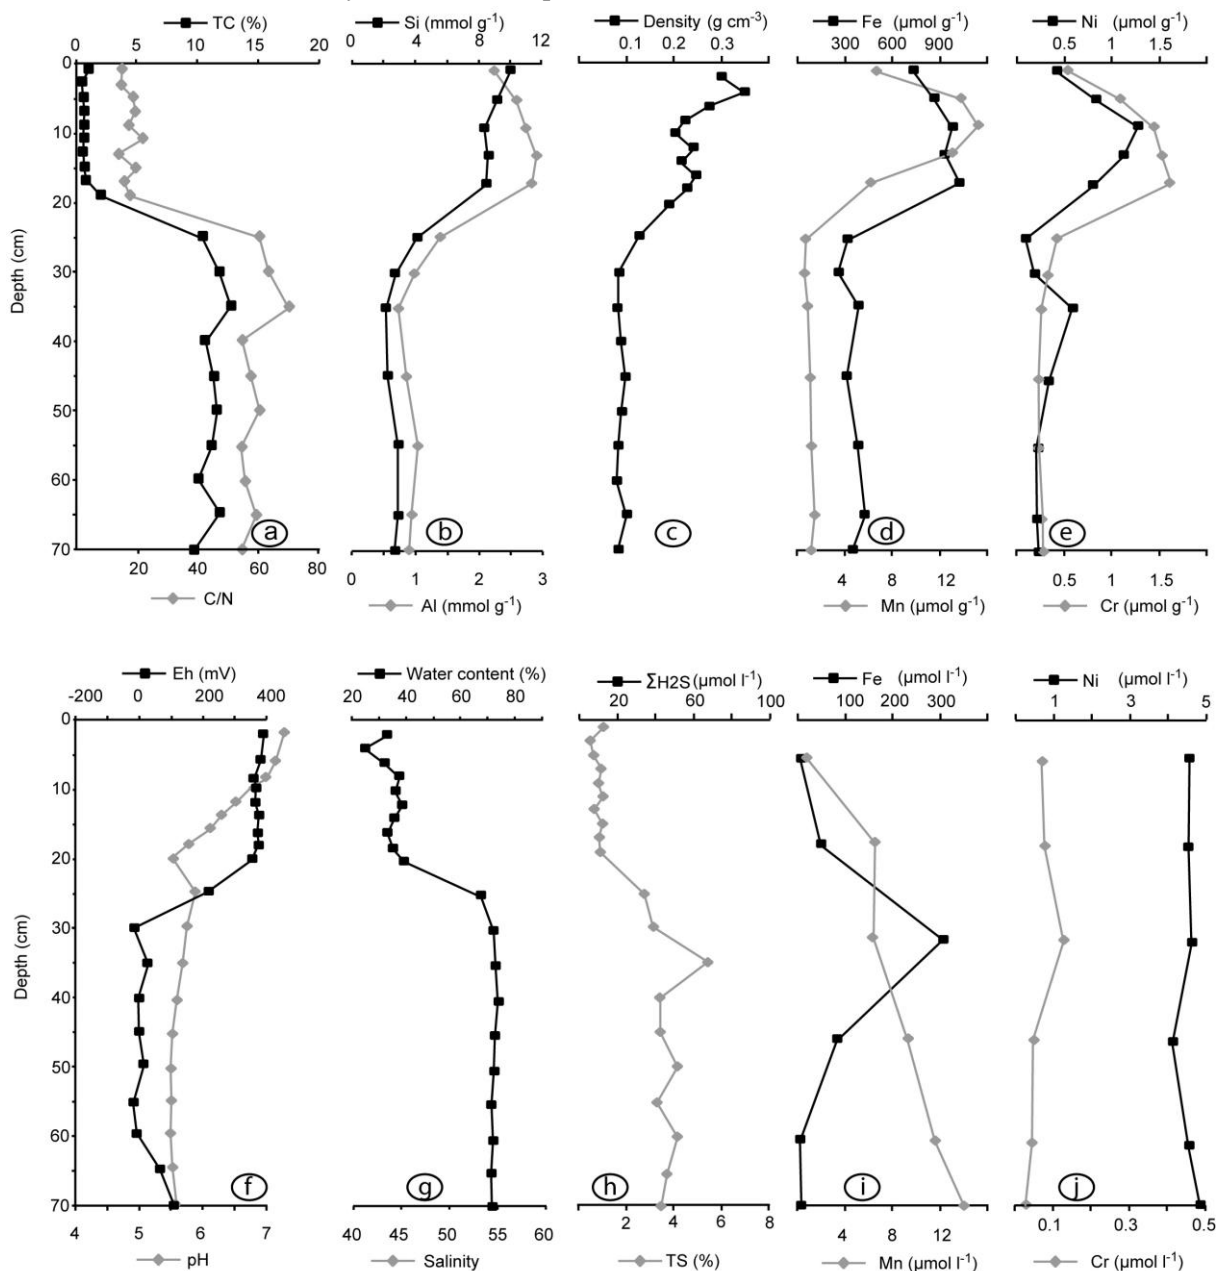 TC (%)
Si (mmol g-1)
Density (g cm-3)
Fe (µmol g-1)
Ni (µmol g-1)
0 5 10 15 20
0 3 6 9 12
0.1 0.2 0.3
300 600 900
0.5 1 1.5
0
10
20
30
40
50
60
70
Depth (cm)
a
b
c
d
e
0 20 40 60 80
0 1 2 3
4 8 12
0.5 1 1.5
C/N
Al (mmol g-1)
Mn (µmol g-1)
Cr (µmol g-1)
Eh (mV)
Water content (%)
ΣH2S (µmol l-1)
Fe (µmol l-1)
Ni (µmol l-1)
-200 0 200 400
20 40 60 80
20 60 100
100 300
1 3 5
0
10
20
30
40
50
60
70
Depth (cm)
f
g
h
i
j
4 5 6 7
40 45 50 55 60
2 4 6 8
4 8 12
0.1 0.3 0.5
pH
Salinity
TS (%)
Mn (µmol l-1)
Cr (µmol l-1)